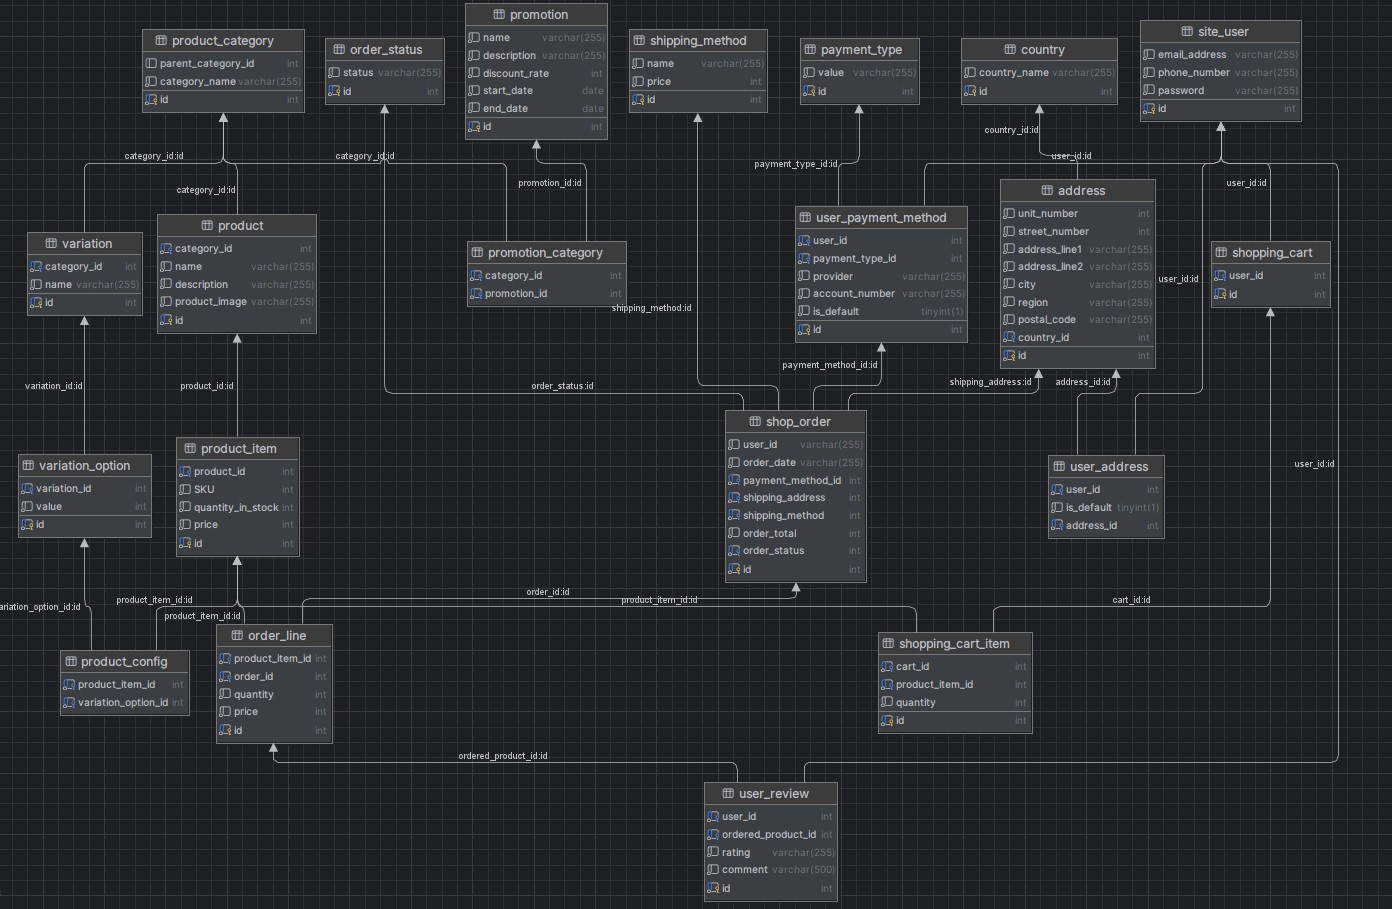 product_category
parent_category_id int
category_name varchar(255)
id int
order_status
status varchar(255)
id int
promotion
name varchar(255)
description varchar(255)
discount_rate int
start_date date
end_date date
id int
shipping_method
name varchar(255)
price int
id int
payment_type
value varchar(255)
id int
country
country_name varchar(255)
id int
site_user
email_address varchar(255)
phone_number varchar(255)
password varchar(255)
id int
category_id:id
category_id:id
category_id:id
promotion_id:id
payment_type_id:id
country_id:id
user_id:id
user_id:id
variation
category_id int
name varchar(255)
id int
product
category_id int
name varchar(255)
description varchar(255)
product_image varchar(255)
id int
promotion_category
category_id int
promotion_id int
shipping_method:id
user_payment_method
user_id int
payment_type_id int
provider varchar(255)
account_number varchar(255)
is_default tinyint(1)
id int
address
unit_number int
street_number int
address_line1 varchar(255)
address_line2 varchar(255)
city varchar(255)
region varchar(255)
postal_code varchar(255)
country_id int
id int
user_id:id
shopping_cart
user_id int
id int
variation_id:id
product_id:id
order_status:id
payment_method_id:id
shipping_address:id
address_id:id
variation_option
variation_id int
value int
id int
product_item
product_id int
SKU int
quantity_in_stock int
price int
id int
shop_order
user_id varchar(255)
order_date varchar(255)
payment_method_id int
shipping_address int
shipping_method int
order_total int
order_status int
id int
user_address
user_id int
is_default tinyint(1)
address_id int
user_id:id
ariation_option_id:id
product_item_id:id
product_item_id:id
order_id:id
product_item_id:id
cart_id:id
product_config
product_item_id int
variation_option_id int
order_line
product_item_id int
order_id int
quantity int
price int
id int
shopping_cart_item
cart_id int
product_item_id int
quantity int
id int
ordered_product_id:id
user_review
user_id int
ordered_product_id int
rating varchar(255)
comment varchar(500)
id int